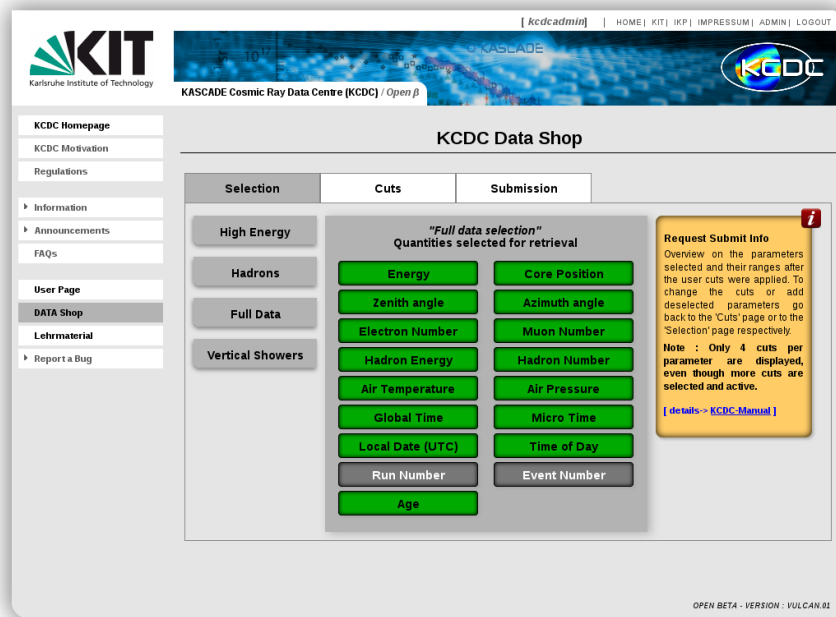 [ kcdcadmin] | HOME | KIT | IKP | IMPRESSUM | ADMIN | LOGOUT
KIT
Karlsruhe Institute of Technology
KASCADE
KCDC
KASCADE Cosmic Ray Data Centre (KCDC) / Open β
KCDC Homepage
KCDC Motivation
Regulations
Information
Announcements
FAQs
User Page
DATA Shop
Lehrmaterial
Report a Bug
KCDC Data Shop
Selection
Cuts
Submission
High Energy
Hadrons
Full Data
Vertical Showers
"Full data selection"
Quantities selected for retrieval
Energy Core Position
Zenith angle Azimuth angle
Electron Number Muon Number
Hadron Energy Hadron Number
Air Temperature Air Pressure
Global Time Micro Time
Local Date (UTC) Time of Day
Run Number Event Number
Age
i
Request Submit Info
Overview on the parameters
selected and their ranges after
the user cuts were applied. To
change the cuts or add
deselected parameters go
back to the 'Cuts' page or to the
'Selection' page respectively.
Note : Only 4 cuts per
parameter are displayed,
even though more cuts are
selected and active.
[ details-> KCDC-Manual ]
OPEN BETA - VERSION : VULCAN.01